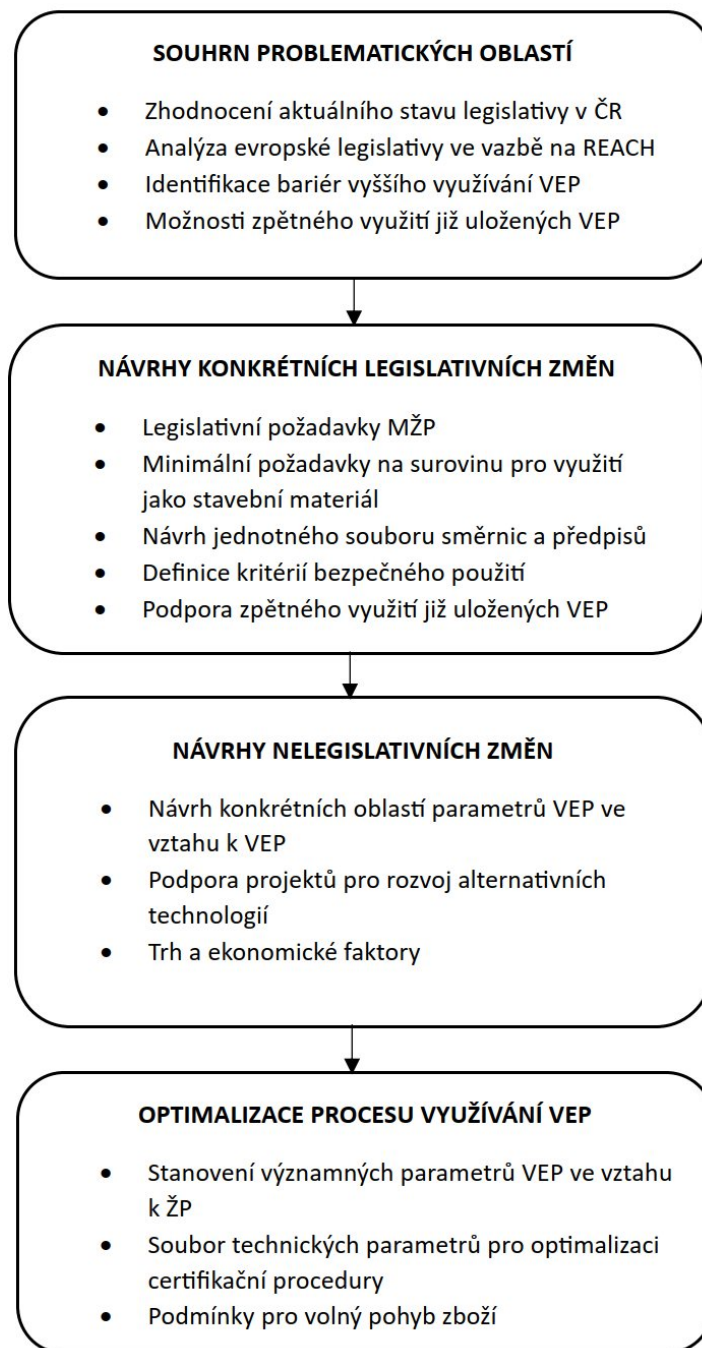 SOUHRN PROBLEMATICKÝCH OBLASTÍ
• Zhodnocení aktuálního stavu legislativy v ČR
• Analýza evropské legislativy ve vazbě na REACH
• Identifikace bariér vyššího využívání VEP
• Možnosti zpětného využití již uložených VEP
NÁVRHY KONKRÉTNÍCH LEGISLATIVNÍCH ZMĚN
• Legislativní požadavky MŽP
• Minimální požadavky na surovinu pro využití
jako stavební materiál
• Návrh jednotného souboru směrnic a předpisů
• Definice kritérií bezpečného použití
• Podpora zpětného využití již uložených VEP
NÁVRHY NELEGISLATIVNÍCH ZMĚN
• Návrh konkrétních oblastí parametrů VEP ve
vztahu k VEP
• Podpora projektů pro rozvoj alternativních
technologií
• Trh a ekonomické faktory
OPTIMALIZACE PROCESU VYUŽÍVÁNÍ VEP
• Stanovení významných parametrů VEP ve vztahu
k ŽP
• Soubor technických parametrů pro optimalizaci
certifikační procedury
• Podmínky pro volný pohyb zboží